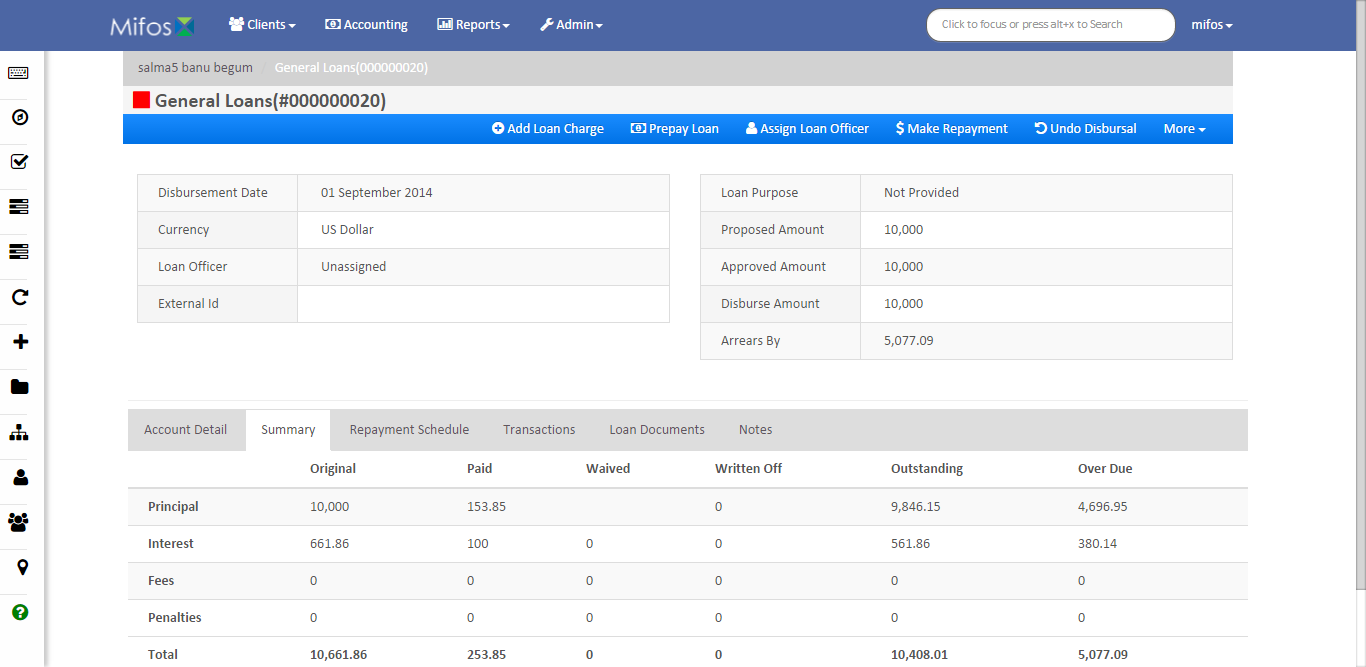 Mifos Clients Accounting Reports Admin Click to focus or press alt+x to Search mifos
salma5 banu begum / General Loans(000000020)
General Loans(#000000020)
Add Loan Charge Prepay Loan Assign Loan Officer $ Make Repayment Undo Disbursal More
Disbursement Date 01 September 2014
Currency US Dollar
Loan Officer Unassigned
External Id
Loan Purpose Not Provided
Proposed Amount 10,000
Approved Amount 10,000
Disburse Amount 10,000
Arrears By 5,077.09
Account Detail Summary Repayment Schedule Transactions Loan Documents Notes
Original Paid Waived Written Off Outstanding Over Due
Principal 10,000 153.85 0 9,846.15 4,696.95
Interest 661.86 100 0 0 561.86 380.14
Fees 0 0 0 0 0 0
Penalties 0 0 0 0 0 0
Total 10,661.86 253.85 0 0 10,408.01 5,077.09